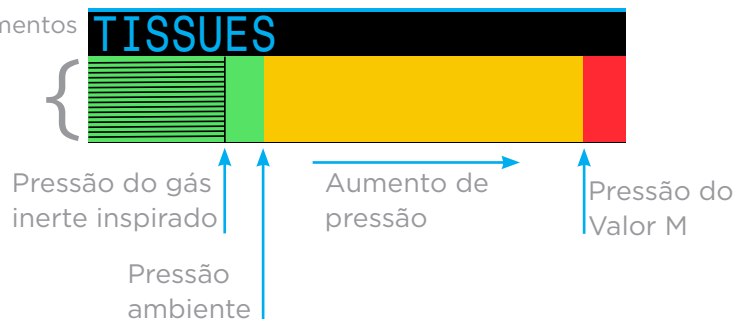 mentos
TISSUES
Pressão do gás
inerte inspirado
Aumento de
pressão
Pressão do
Valor M
Pressão
ambiente